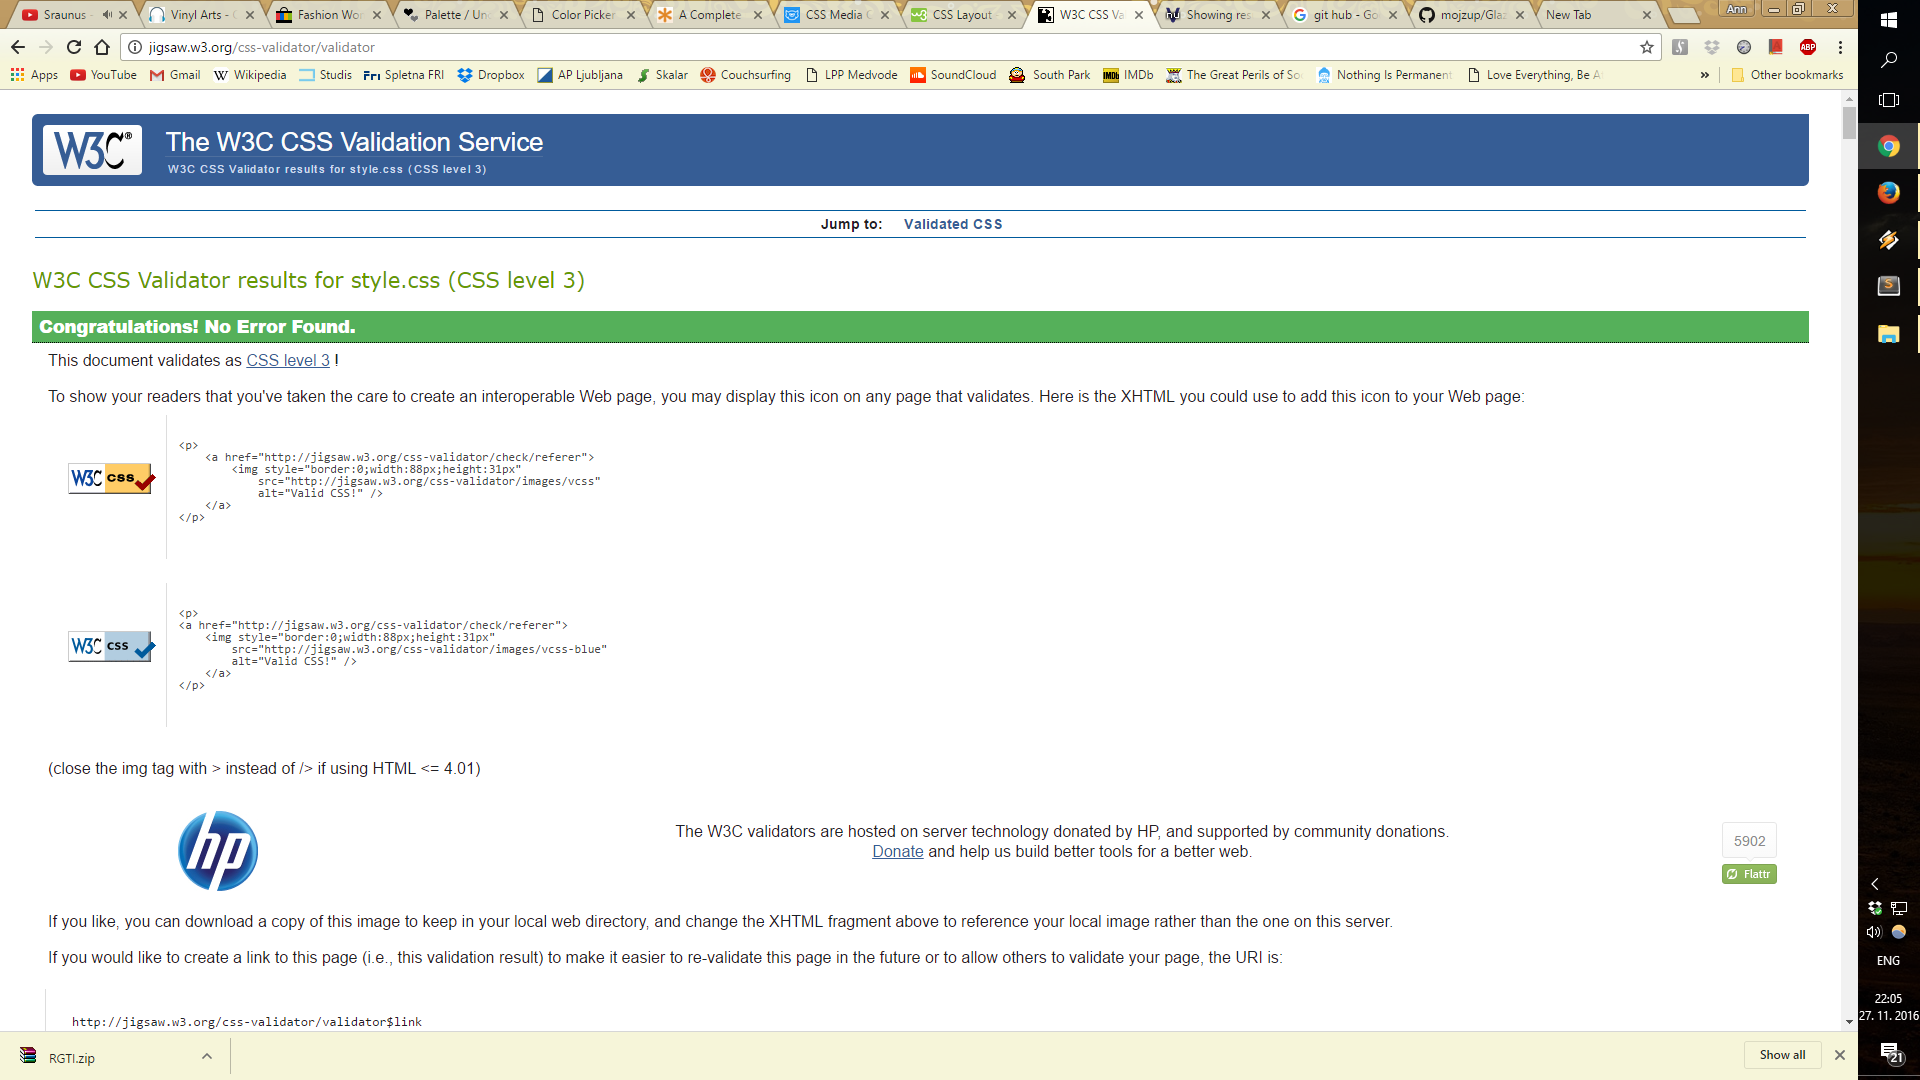 Sraunus -
Vinyl Arts -
Fashion Wor
Palette / Un
Color Picker
A Complete
CSS Media
CSS Layout
W3C CSS Va
Showing res
git hub - Go
mojzup/Gla
New Tab
Ann
jigsaw.w3.org/css-validator/validator
ABP
Apps
YouTube
Gmail
Wikipedia
Studis
Fri Spletna FRI
Dropbox
AP Ljubljana
Skalar
Couchsurfing
LPP Medvode
SoundCloud
South Park
IMDb IMDb
The Great Perils of So
Nothing Is Permanent
Love Everything, Be A
»
Other bookmarks
W3C®
The W3C CSS Validation Service
W3C CSS Validator results for style.css (CSS level 3)
Jump to: Validated CSS
W3C CSS Validator results for style.css (CSS level 3)
Congratulations! No Error Found.
This document validates as CSS level 3 !
To show your readers that you've taken the care to create an interoperable Web page, you may display this icon on any page that validates. Here is the XHTML you could use to add this icon to your Web page:
W3C css
<p>
<a href="http://jigsaw.w3.org/css-validator/check/referer">
<img style="border:0;width:88px;height:31px"
src="http://jigsaw.w3.org/css-validator/images/vcss"
alt="Valid CSS!" />
</a>
</p>
W3C css
<p>
<a href="http://jigsaw.w3.org/css-validator/check/referer">
<img style="border:0;width:88px;height:31px"
src="http://jigsaw.w3.org/css-validator/images/vcss-blue"
alt="Valid CSS!" />
</a>
</p>
(close the img tag with > instead of /> if using HTML <= 4.01)
hp
The W3C validators are hosted on server technology donated by HP, and supported by community donations.
Donate and help us build better tools for a better web.
5902
Flattr
If you like, you can download a copy of this image to keep in your local web directory, and change the XHTML fragment above to reference your local image rather than the one on this server.
If you would like to create a link to this page (i.e., this validation result) to make it easier to re-validate this page in the future or to allow others to validate your page, the URI is:
http://jigsaw.w3.org/css-validator/validator$link
RGTI.zip
Show all
ENG
22:05
27. 11. 2016
21